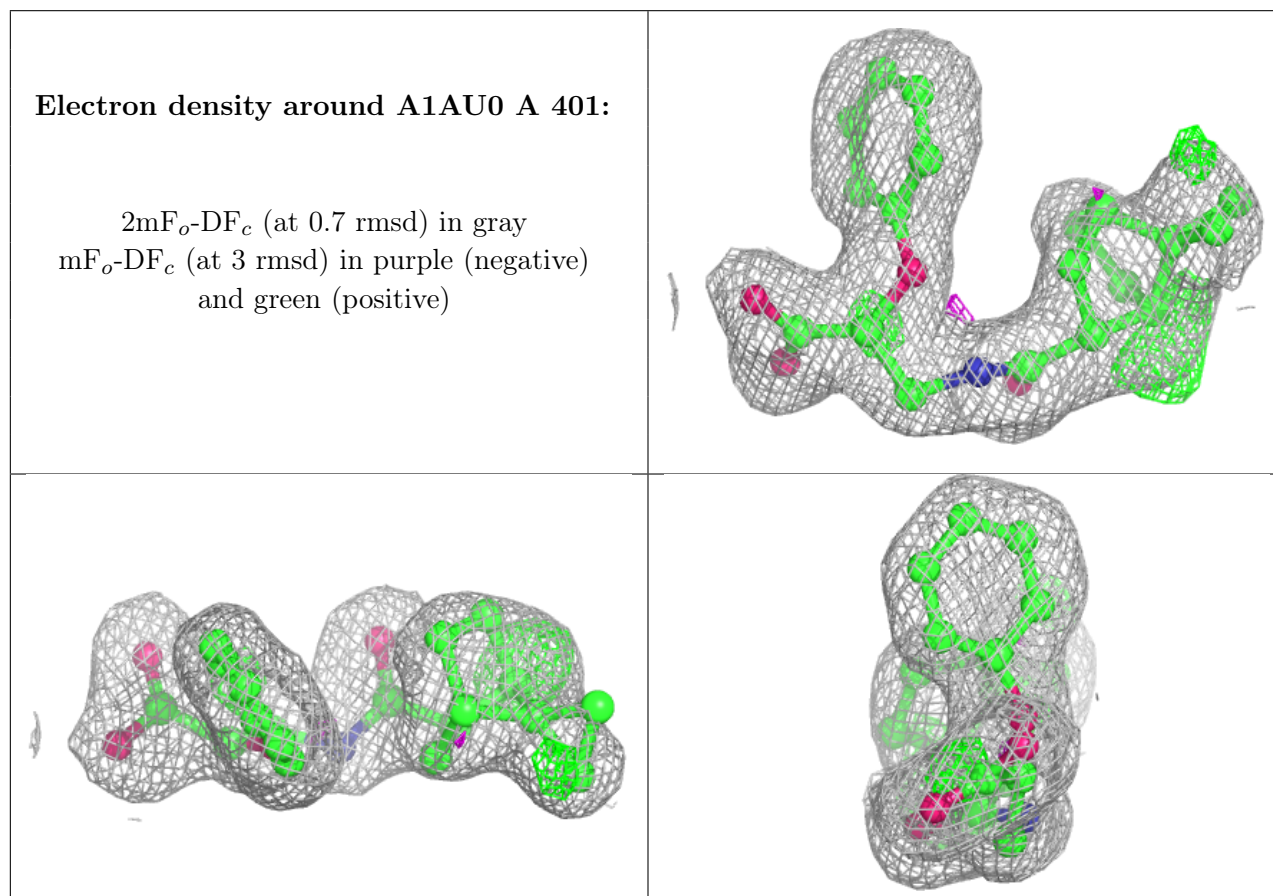 Electron density around A1AU0 A 401:
2mFo-DFc (at 0.7 rmsd) in gray
mFo-DFc (at 3 rmsd) in purple (negative)
and green (positive)